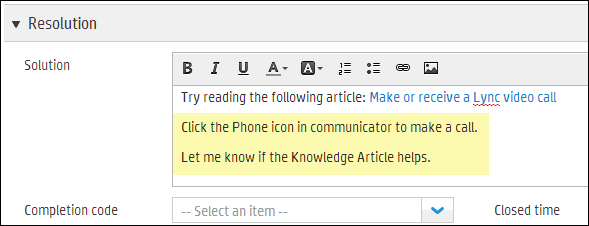 Resolution
Solution
B I U A A
Try reading the following article: Make or receive a Lync video call
Click the Phone icon in communicator to make a call.
Let me know if the Knowledge Article helps.
Completion code
-- Select an item --
Closed time